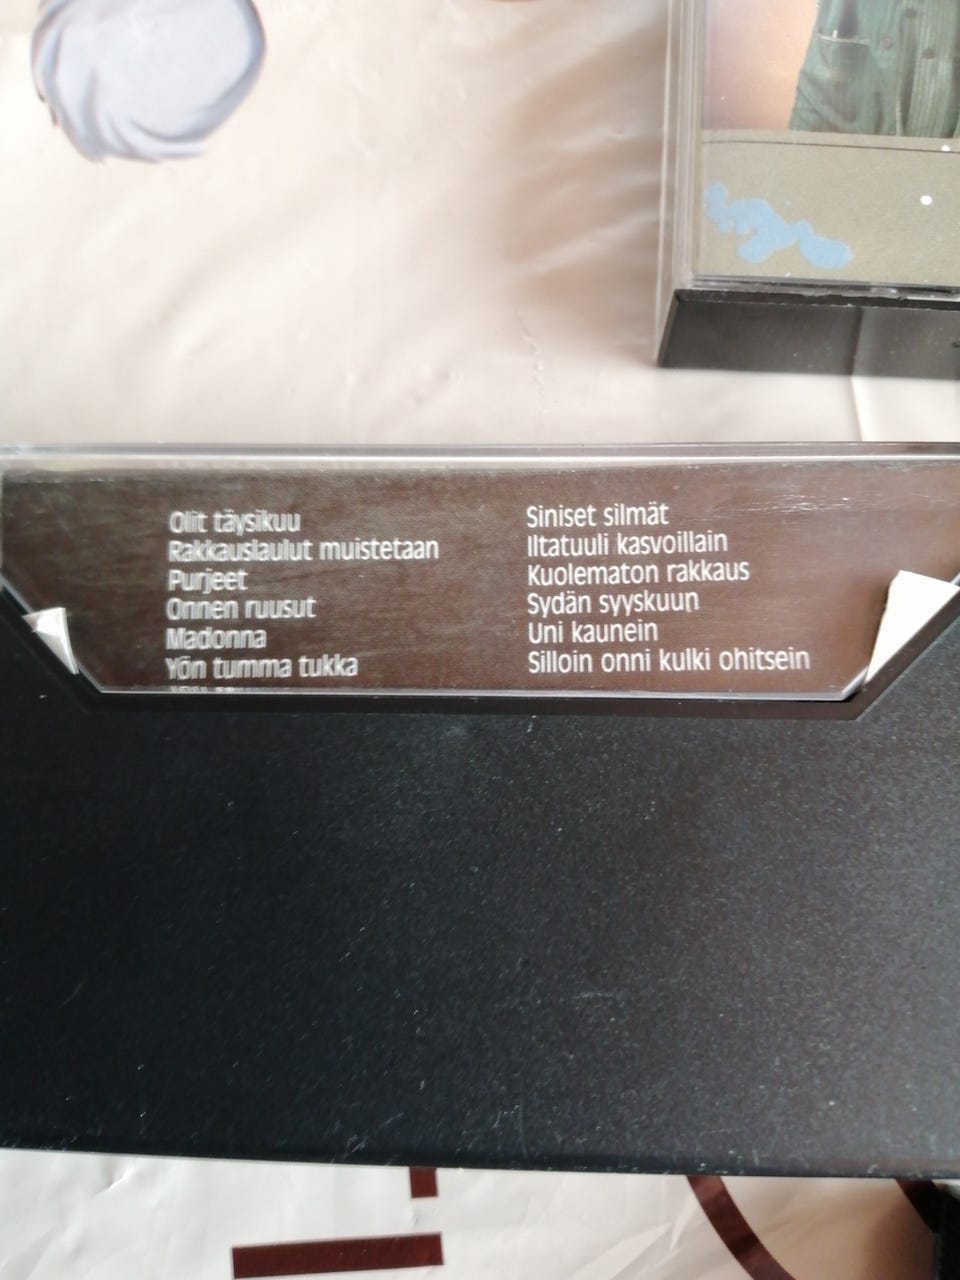 Olit täysikuu
Rakkauslaulut muistetaan
Purjeet
Onnen ruusut
Madonna
Yön tumma tukka
Siniset silmät
Iltatuuli kasvoillain
Kuolematon rakkaus
Sydän syyskuun
Uni kaunein
Silloin onni kulki ohitsein